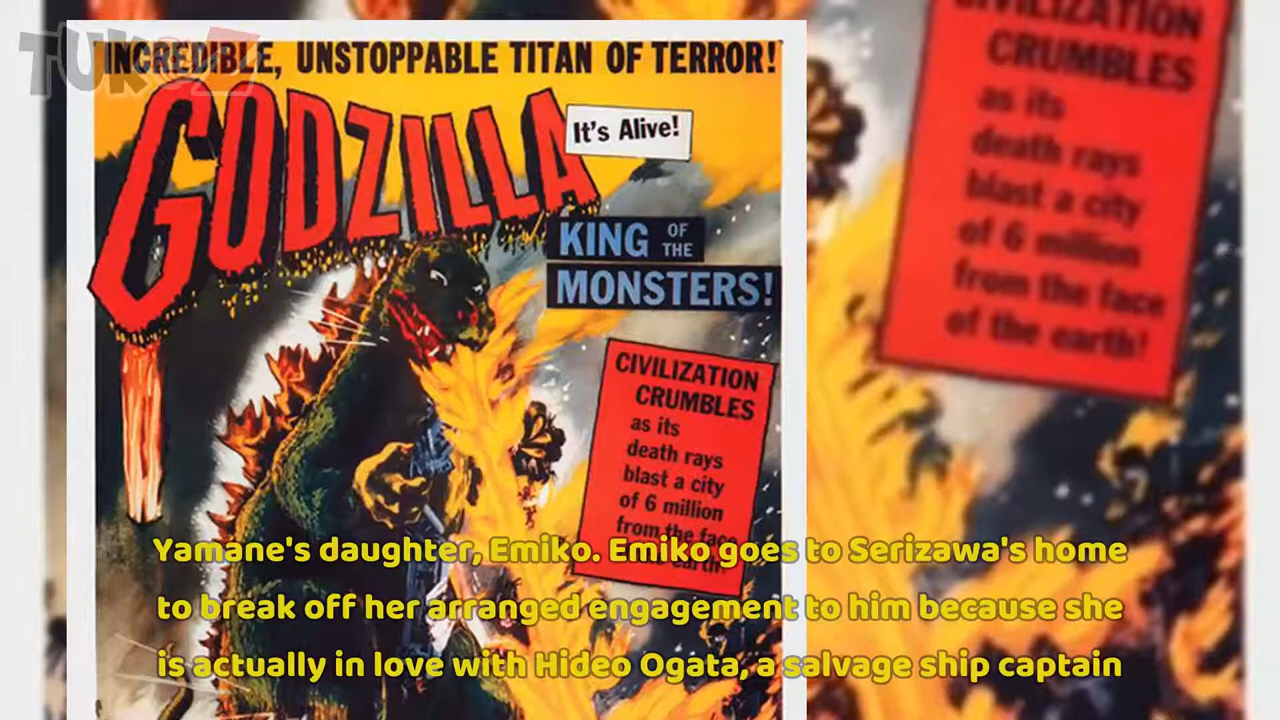 TUKOZ
INCREDIBLE, UNSTOPPABLE TITAN OF TERROR!
GODZILLA
It's Alive!
KING OF THE
MONSTERS!
CIVILIZATION
CRUMBLES
as its
death rays
blast a city
of 6 million
from the face
earth!
CIVILIZATION
CRUMBLES
as its
death rays
blast a city
of 6 million
from the face
of the earth!
Yamane's daughter, Emiko. Emiko goes to Serizawa's home
to break off her arranged engagement to him because she
is actually in love with Hideo Ogata, a salvage ship captain